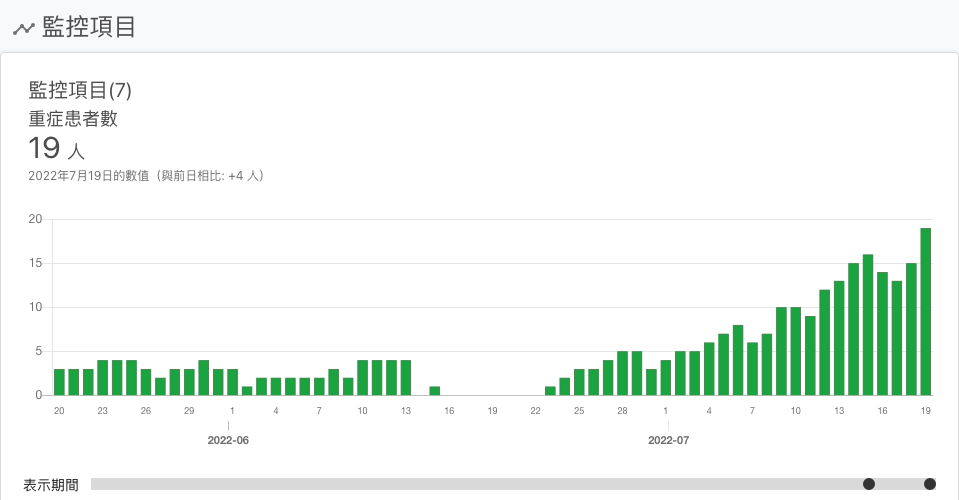 監控項目
監控項目(7)
重症患者數
19 人
2022年7月19日的數值（與前日相比: +4 人）
20
15
10
5
0
20 23 26 29 1 4 7 10 13 16 19 22 25 28 1 4 7 10 13 16 19
2022-06 2022-07
表示期間